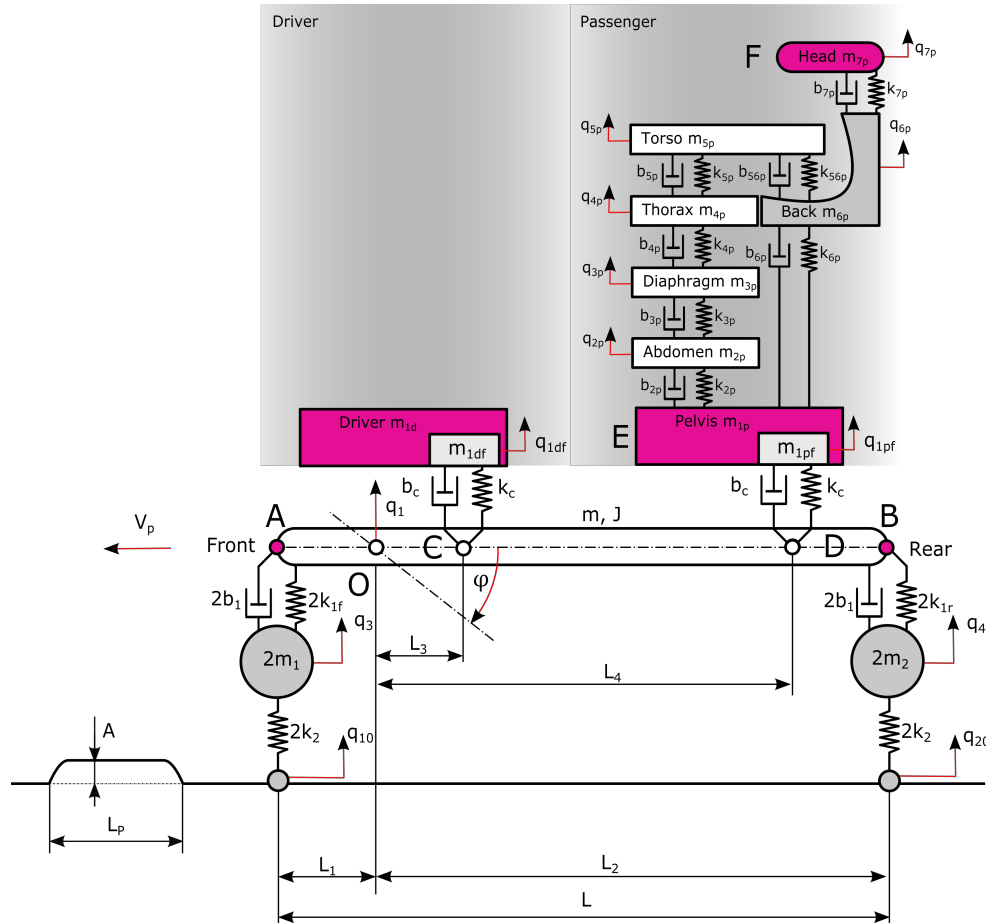 Driver
Passenger
F
Head m7p
q7p
b7p
k7p
q6p
q5p
Torso m5p
b5p
k5p
b56p
k56p
q4p
Thorax m4p
Back m6p
b4p
k4p
b6p
k6p
q3p
Diaphragm m3p
b3p
k3p
q2p
Abdomen m2p
b2p
k2p
Driver m1d
m1df
q1df
E
Pelvis m1p
m1pf
q1pf
bc
kc
bc
kc
q1
m, J
Vp
A
B
Front
C
D
Rear
O
φ
2b1
2k1f
q3
2b1
2k1r
q4
2m1
L3
2m2
L4
2k2
q10
2k2
q20
A
LP
L1
L2
L